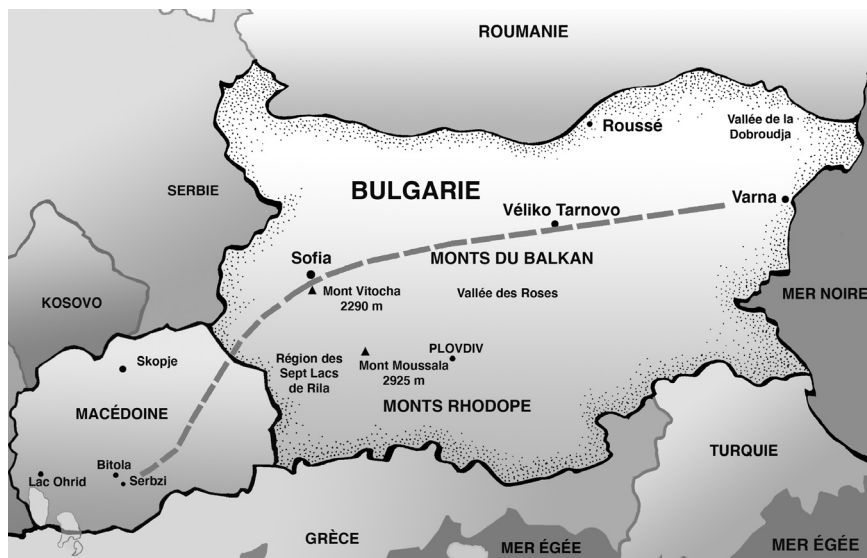 ROUMANIE
Roussé
Vallée de la
Dobroudja
SERBIE
BULGARIE
Varna
Véliko Tarnovo
Sofia
MONTS DU BALKAN
Mont Vitocha
2290 m
Vallée des Roses
MER NOIRE
KOSOVO
Skopje
Région des
Sept Lacs
de Rila
PLOVDIV
Mont Moussala
2925 m
MACÉDOINE
MONTS RHODOPE
TURQUIE
Bitola
Lac Ohrid
Serbzi
GRÈCE
MER ÉGÉE
MER ÉGÉE